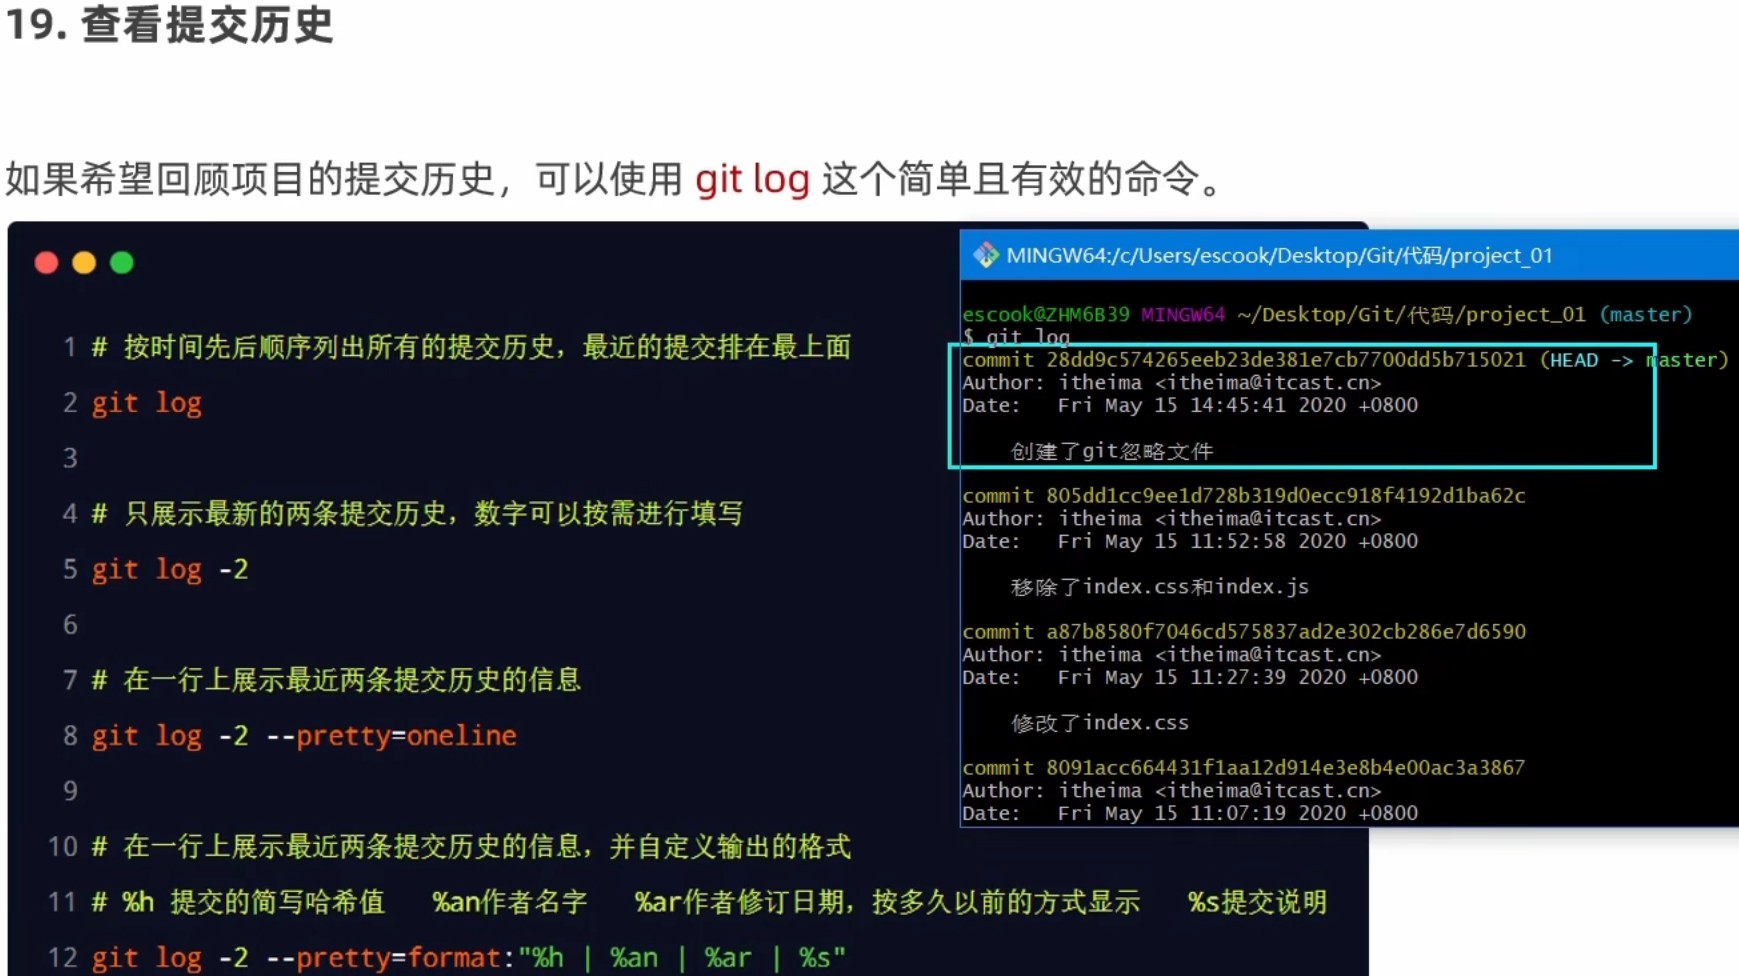 19. 查看提交历史
如果希望回顾项目的提交历史，可以使用 git log 这个简单且有效的命令。
1 # 按时间先后顺序列出所有的提交历史，最近的提交排在最上面
2 git log
3
4 # 只展示最新的两条提交历史，数字可以按需进行填写
5 git log -2
6
7 # 在一行上展示最近两条提交历史的信息
8 git log -2 --pretty=oneline
9
10 # 在一行上展示最近两条提交历史的信息，并自定义输出的格式
11 # %h 提交的简写哈希值 %an作者名字 %ar作者修订日期，按多久以前的方式显示 %s提交说明
12 git log -2 --pretty=format:"%h | %an | %ar | %s"
MINGW64:/c/Users/escook/Desktop/Git/代码/project_01
escook@ZHM6B39 MINGW64 ~/Desktop/Git/代码/project_01 (master)
$ git log
commit 28dd9c574265eeb23de381e7cb7700dd5b715021 (HEAD -> master)
Author: itheima <itheima@itcast.cn>
Date: Fri May 15 14:45:41 2020 +0800
创建了git忽略文件
commit 805dd1cc9ee1d728b319d0ecc918f4192d1ba62c
Author: itheima <itheima@itcast.cn>
Date: Fri May 15 11:52:58 2020 +0800
移除了index.css和index.js
commit a87b8580f7046cd575837ad2e302cb286e7d6590
Author: itheima <itheima@itcast.cn>
Date: Fri May 15 11:27:39 2020 +0800
修改了index.css
commit 8091acc664431f1aa12d914e3e8b4e00ac3a3867
Author: itheima <itheima@itcast.cn>
Date: Fri May 15 11:07:19 2020 +0800